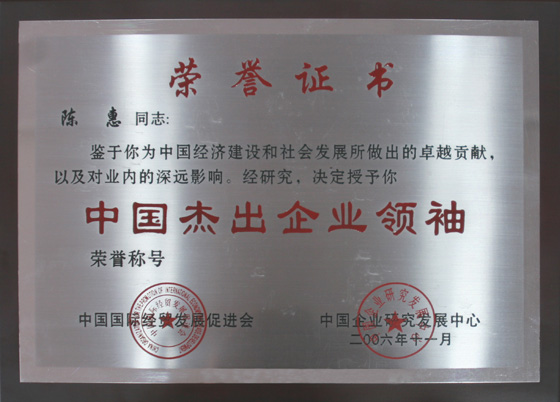 荣誉证书
陈惠 同志:
鉴于你为中国经济建设和社会发展所做出的卓越贡献,
以及对业内的深远影响。经研究,决定授予你
中国杰出企业领袖
荣誉称号
中国国际经贸发展促进会
中国企业研究发展中心
二00六年十一月